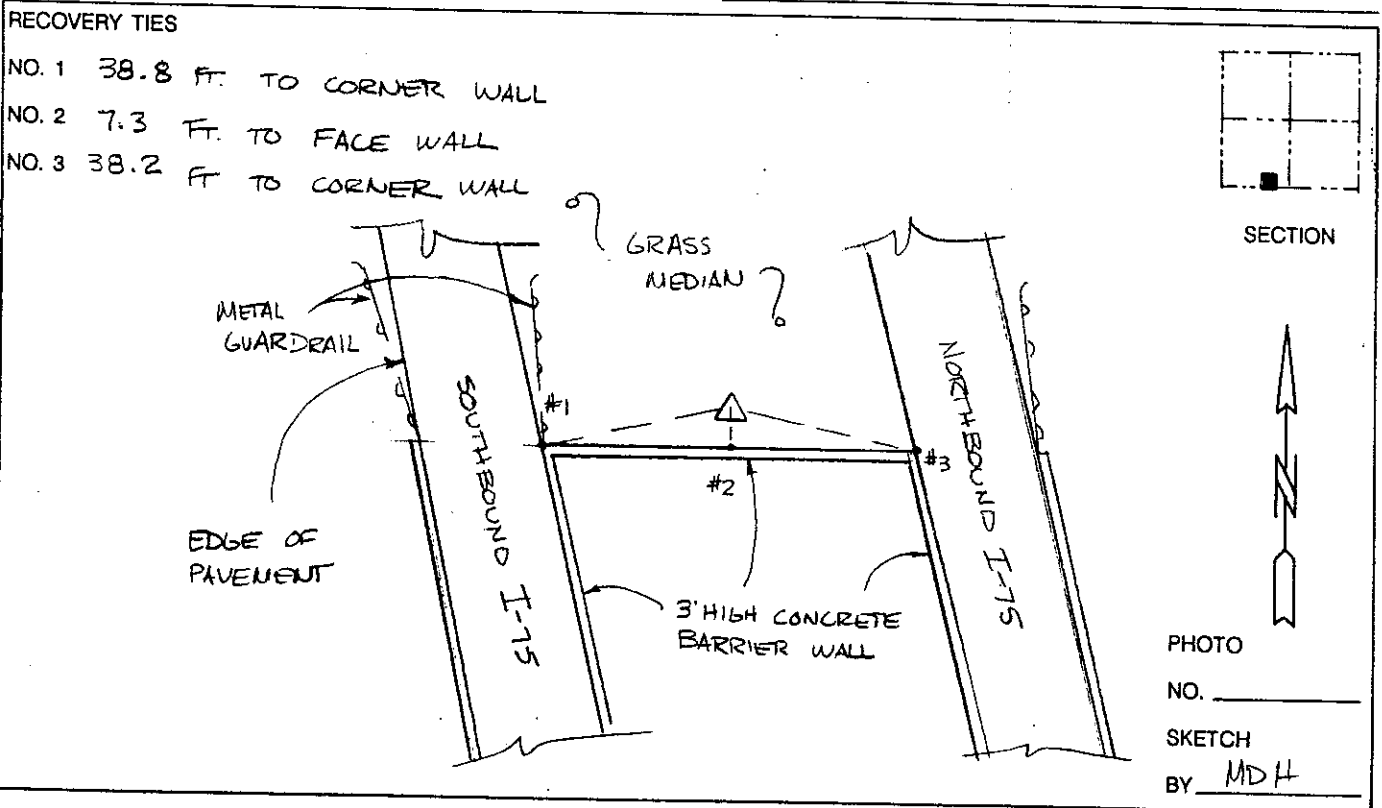 RECOVERY TIES
NO. 1 38.8 FT. TO CORNER WALL
NO. 2 7.3 FT. TO FACE WALL
NO. 3 38.2 FT TO CORNER WALL
SECTION
GRASS
MEDIAN
METAL
GUARDRAIL
#1
#2
#3
SOUTHBOUND I-75
NORTHBOUND I-75
N
EDGE OF
PAVEMENT
3' HIGH CONCRETE
BARRIER WALL
PHOTO
NO.
SKETCH
BY MDH